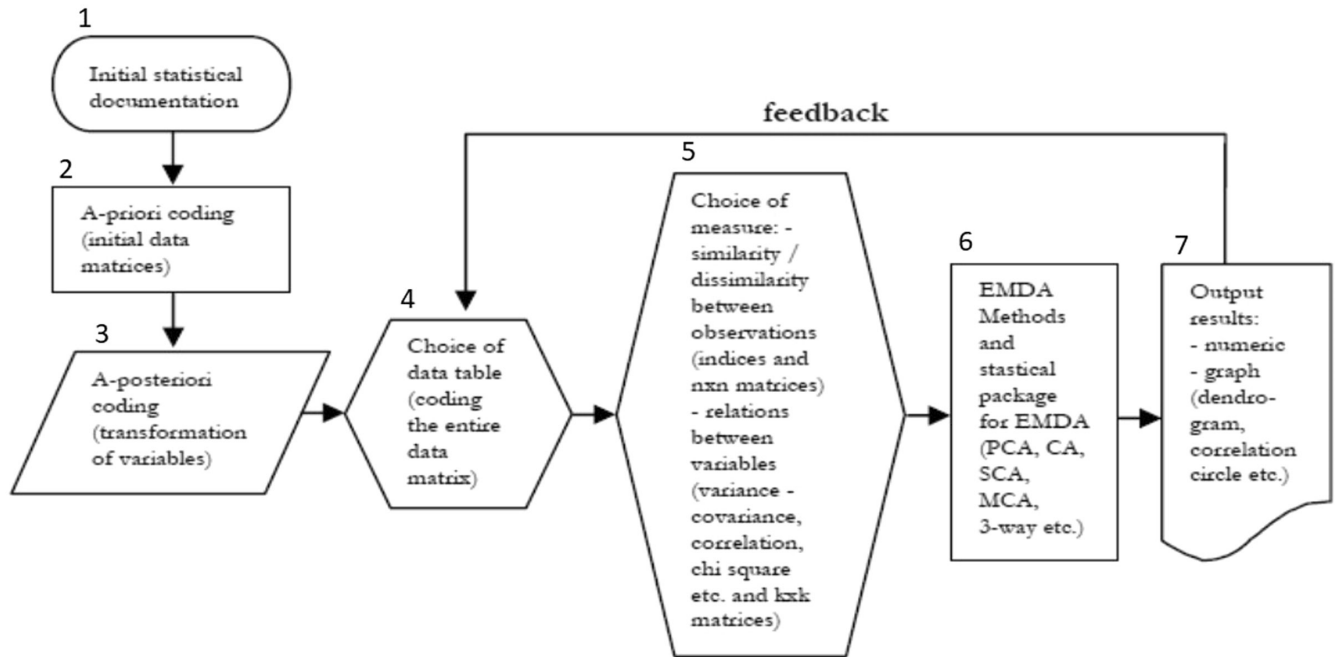 1
Initial statistical
documentation
2
A-priori coding
(initial data
matrices)
3
A-posteriori
coding
(transformation
of variables)
4
Choice of
data table
(coding
the entire
data
matrix)
feedback
5
Choice of
measure: -
similarity /
dissimilarity
between
observations
(indices and
nxn matrices)
- relations
between
variables
(variance -
covariance,
correlation,
chi square
etc. and kxk
matrices)
6
EMDA
Methods
and
stastical
package
for EMDA
(PCA, CA,
SCA,
MCA,
3-way etc.)
7
Output
results:
- numeric
- graph
(dendro-
gram,
correlation
circle etc.)